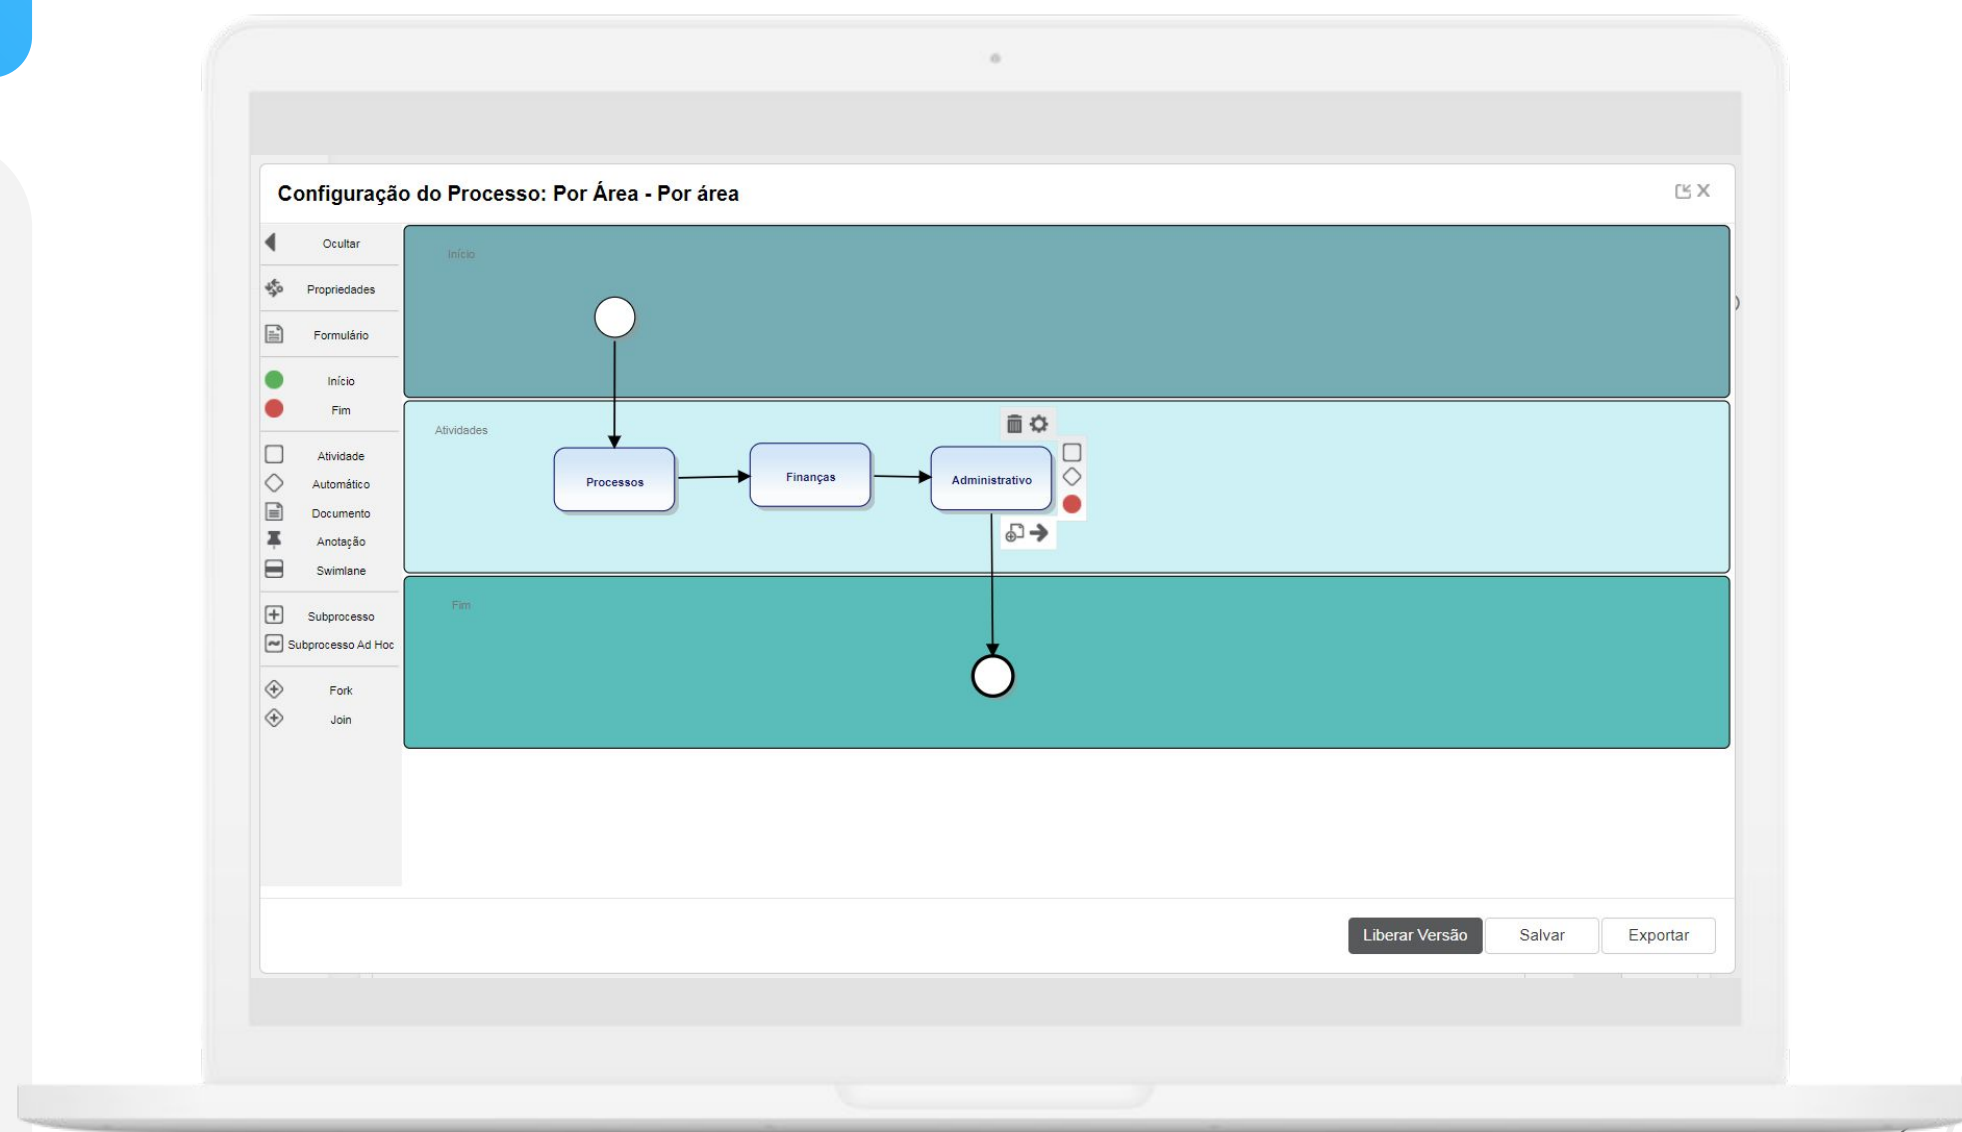 Configuração do Processo: Por Área - Por área
Ocultar
Propriedades
Formulário
Início
Fim
Atividade
Automático
Documento
Anotação
Swimlane
Subprocesso
Subprocesso Ad Hoc
Fork
Join
Início
Atividades
Processos
Finanças
Administrativo
Fim
Liberar Versão
Salvar
Exportar